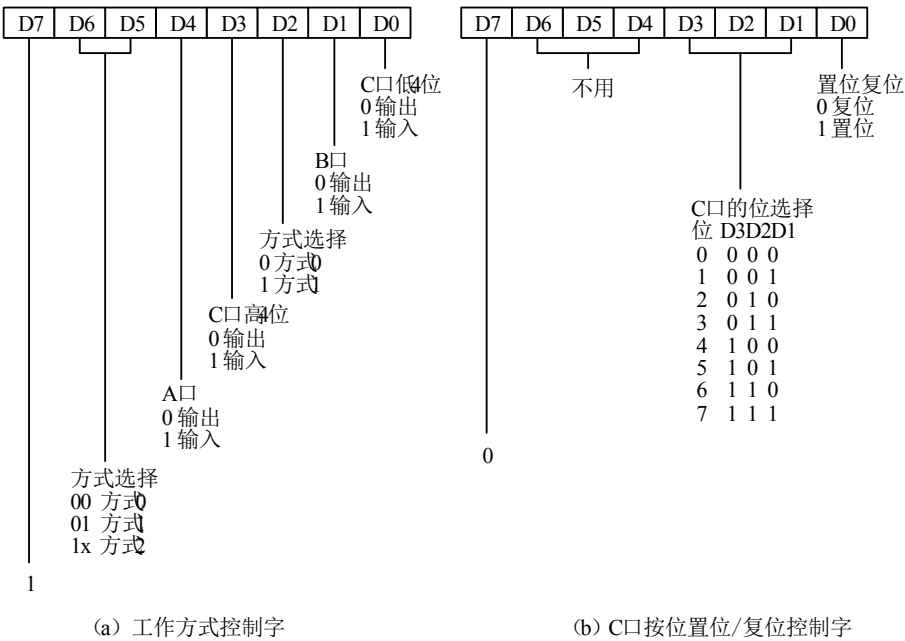 D7 D6 D5 D4 D3 D2 D1 D0
C口低4位
0输出
1输入
B口
0输出
1输入
方式选择
0方式0
1方式1
C口高4位
0输出
1输入
A口
0输出
1输入
方式选择
00 方式0
01 方式1
1x 方式2
1
(a) 工作方式控制字
D7 D6 D5 D4 D3 D2 D1 D0
不用
置位复位
0复位
1置位
C口的位选择
位 D3D2D1
0 0 0 0
1 0 0 1
2 0 1 0
3 0 1 1
4 1 0 0
5 1 0 1
6 1 1 0
7 1 1 1
0
(b) C口按位置位/复位控制字